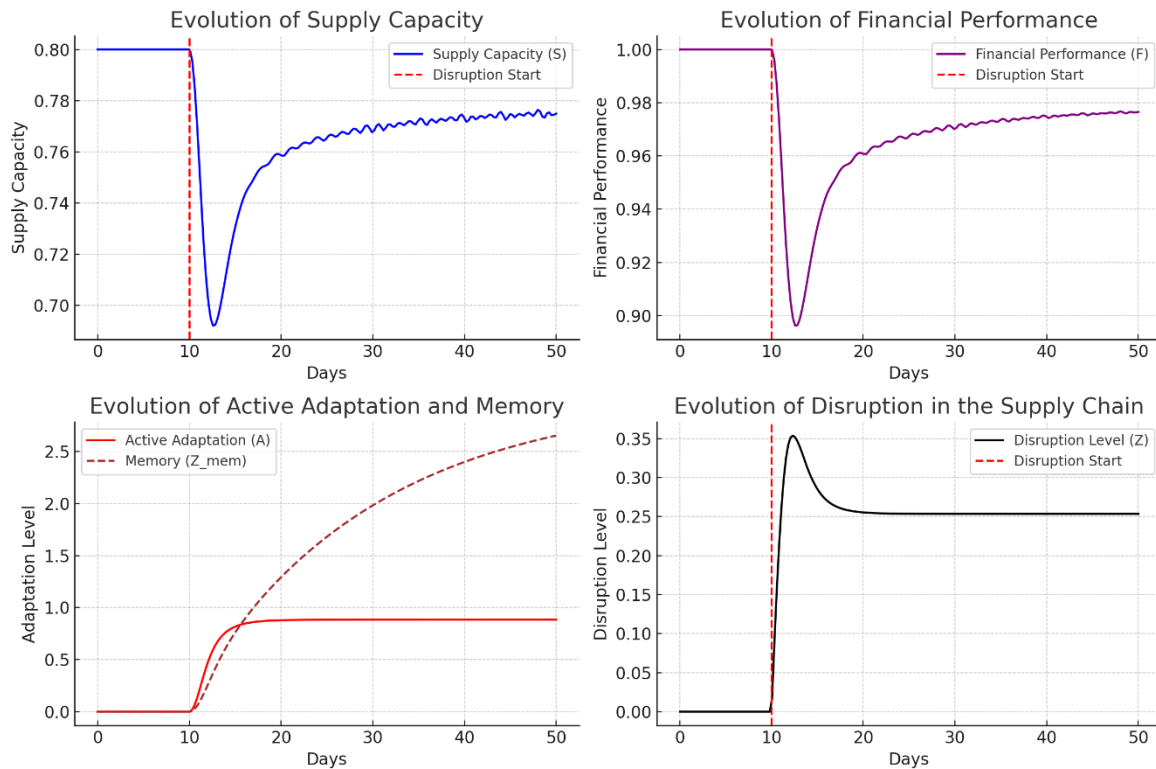 Evolution of Supply Capacity
0.80
0.78
0.76
0.74
0.72
0.70
Supply Capacity
Supply Capacity (S)
Disruption Start
0 10 20 30 40 50
Days
Evolution of Financial Performance
1.00
0.98
0.96
0.94
0.92
0.90
Financial Performance
Financial Performance (F)
Disruption Start
0 10 20 30 40 50
Days
Evolution of Active Adaptation and Memory
2.5
2.0
1.5
1.0
0.5
0.0
Adaptation Level
Active Adaptation (A)
Memory (Z_mem)
0 10 20 30 40 50
Days
Evolution of Disruption in the Supply Chain
0.35
0.30
0.25
0.20
0.15
0.10
0.05
0.00
Disruption Level
Disruption Level (Z)
Disruption Start
0 10 20 30 40 50
Days